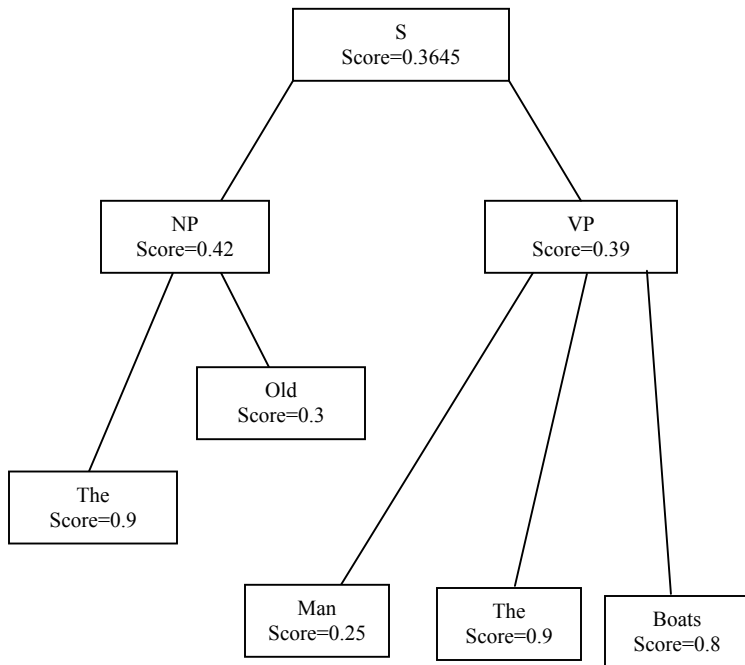 S
Score=0.3645
NP
Score=0.42
VP
Score=0.39
Old
Score=0.3
The
Score=0.9
Man
Score=0.25
The
Score=0.9
Boats
Score=0.8